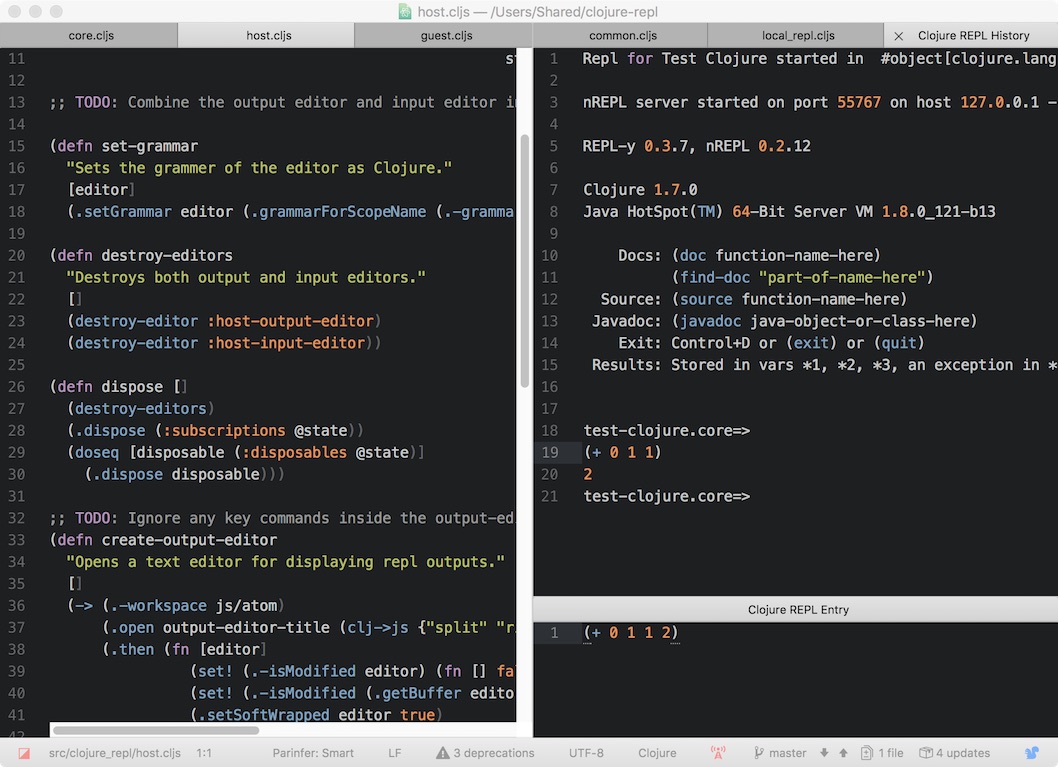 host.cljs — /Users/Shared/clojure-repl
core.cljs
host.cljs
guest.cljs
common.cljs
local_repl.cljs
Clojure REPL History
11
12
13 ;; TODO: Combine the output editor and input editor
14
15 (defn set-grammar
16 "Sets the grammer of the editor as Clojure."
17 [editor]
18 (.setGrammar editor (.grammarForScopeName (.-gramma
19
20 (defn destroy-editors
21 "Destroys both output and input editors."
22 []
23 (destroy-editor :host-output-editor)
24 (destroy-editor :host-input-editor))
25
26 (defn dispose []
27 (destroy-editors)
28 (.dispose (:subscriptions @state))
29 (doseq [disposable (:disposables @state)]
30 (.dispose disposable)))
31
32 ;; TODO: Ignore any key commands inside the output-ed
33 (defn create-output-editor
34 "Opens a text editor for displaying repl outputs."
35 []
36 (-> (.-workspace js/atom)
37 (.open output-editor-title (clj->js {"split" "r
38 (.then (fn [editor]
39 (set! (.-isModified editor) (fn [] fa
40 (set! (.-isModified (.getBuffer edito
41 (.setSoftWrapped editor true)
1 Repl for Test Clojure started in #object[clojure.lang
2
3 nREPL server started on port 55767 on host 127.0.0.1 -
4
5 REPL-y 0.3.7, nREPL 0.2.12
6
7 Clojure 1.7.0
8 Java HotSpot(TM) 64-Bit Server VM 1.8.0_121-b13
9
10 Docs: (doc function-name-here)
11 (find-doc "part-of-name-here")
12 Source: (source function-name-here)
13 Javadoc: (javadoc java-object-or-class-here)
14 Exit: Control+D or (exit) or (quit)
15 Results: Stored in vars *1, *2, *3, an exception in *
16
17
18 test-clojure.core=>
19 (+ 0 1 1)
20 2
21 test-clojure.core=>
Clojure REPL Entry
1 (+ 0 1 1 2)
src/clojure_repl/host.cljs 1:1 Parinfer: Smart LF 3 deprecations UTF-8 Clojure master 1 file 4 updates